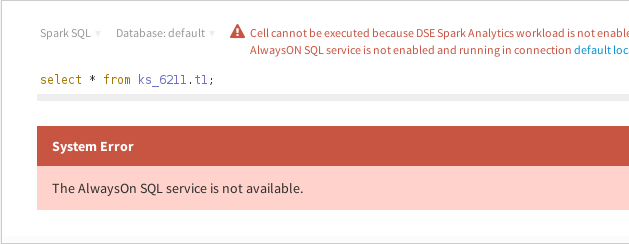 Spark SQL Database: default Cell cannot be executed because DSE Spark Analytics workload is not
AlwaysON SQL service is not enabled and running in connection default
select * from ks_6211.t1;
System Error
The AlwaysOn SQL service is not available.